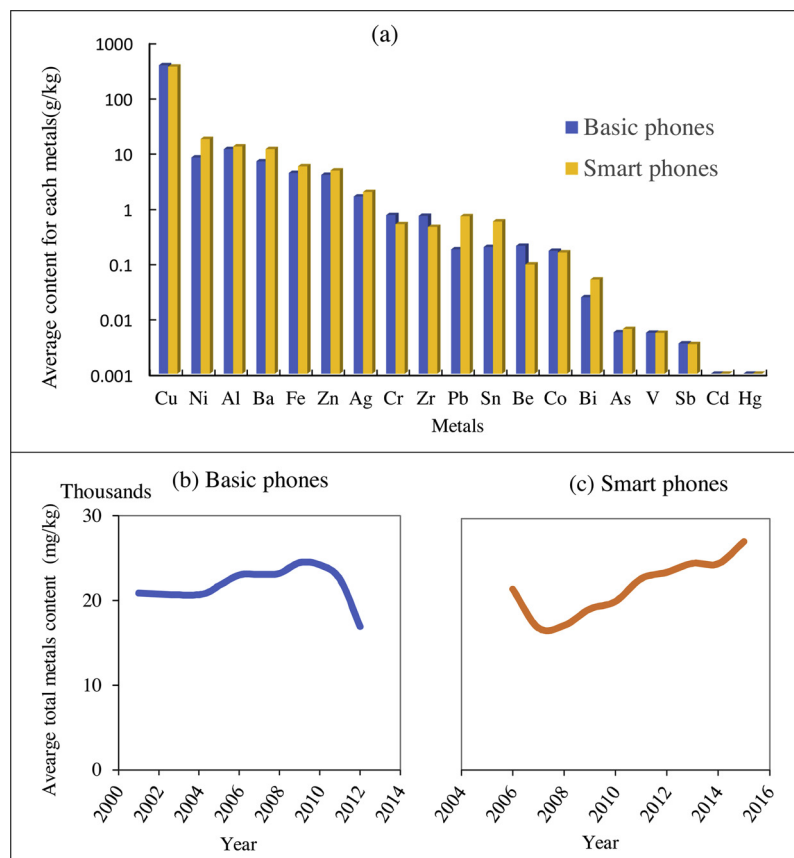 (a)
Average content for each metals(g/kg)
1000
100
10
1
0.1
0.01
0.001
Basic phones
Smart phones
Cu Ni Al Ba Fe Zn Ag Cr Zr Pb Sn Be Co Bi As V Sb Cd Hg
Metals
Thousands
(b) Basic phones
Avearge total metals content (mg/kg)
30
20
10
0
2000 2002 2004 2006 2008 2010 2012 2014
Year
(c) Smart phones
2004 2006 2008 2010 2012 2014 2016
Year